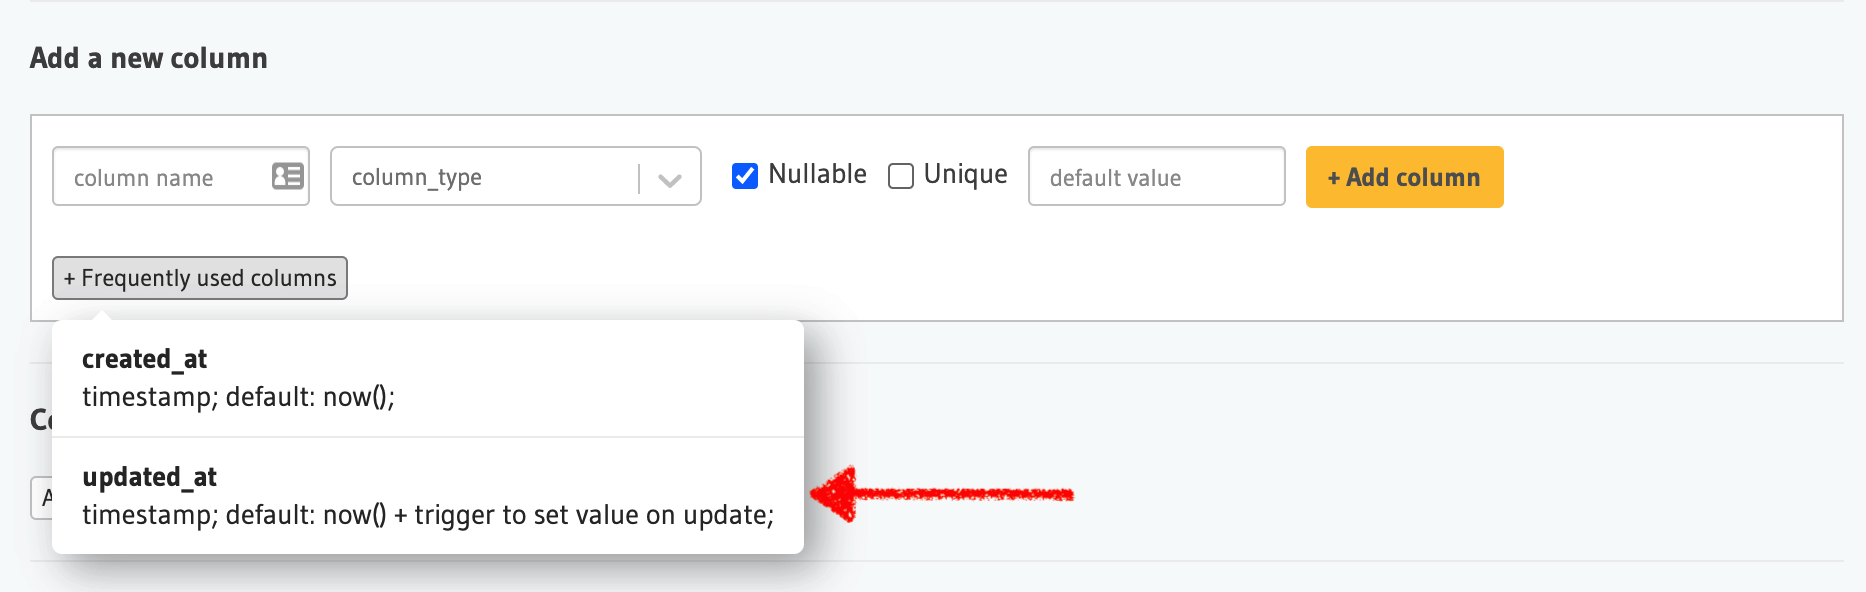 Add a new column
column name
column_type
Nullable
Unique
default value
+ Add column
+ Frequently used columns
created_at
timestamp; default: now();
updated_at
timestamp; default: now() + trigger to set value on update;